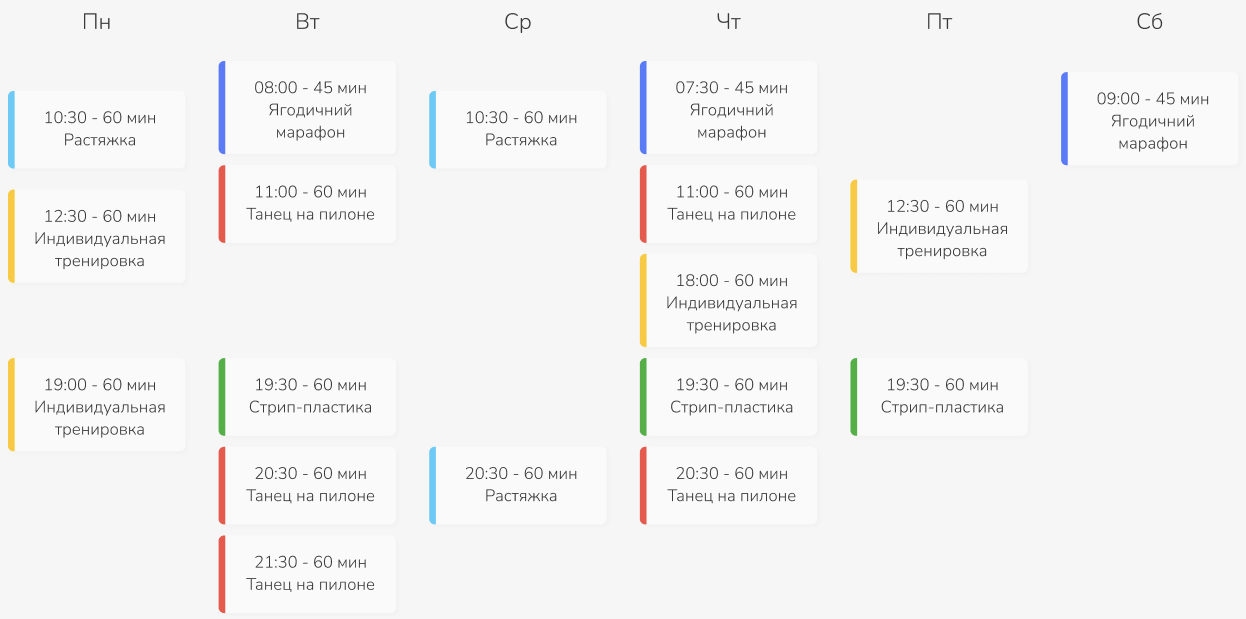 Пн
Вт
Ср
Чт
Пт
Сб
10:30 - 60 мин
Растяжка
12:30 - 60 мин
Индивидуальная
тренировка
19:00 - 60 мин
Индивидуальная
тренировка
08:00 - 45 мин
Ягодичний
марафон
11:00 - 60 мин
Танец на пилоне
19:30 - 60 мин
Стрип-пластика
20:30 - 60 мин
Танец на пилоне
21:30 - 60 мин
Танец на пилоне
10:30 - 60 мин
Растяжка
20:30 - 60 мин
Растяжка
07:30 - 45 мин
Ягодичний
марафон
11:00 - 60 мин
Танец на пилоне
18:00 - 60 мин
Индивидуальная
тренировка
19:30 - 60 мин
Стрип-пластика
20:30 - 60 мин
Танец на пилоне
12:30 - 60 мин
Индивидуальная
тренировка
19:30 - 60 мин
Стрип-пластика
09:00 - 45 мин
Ягодичний
марафон